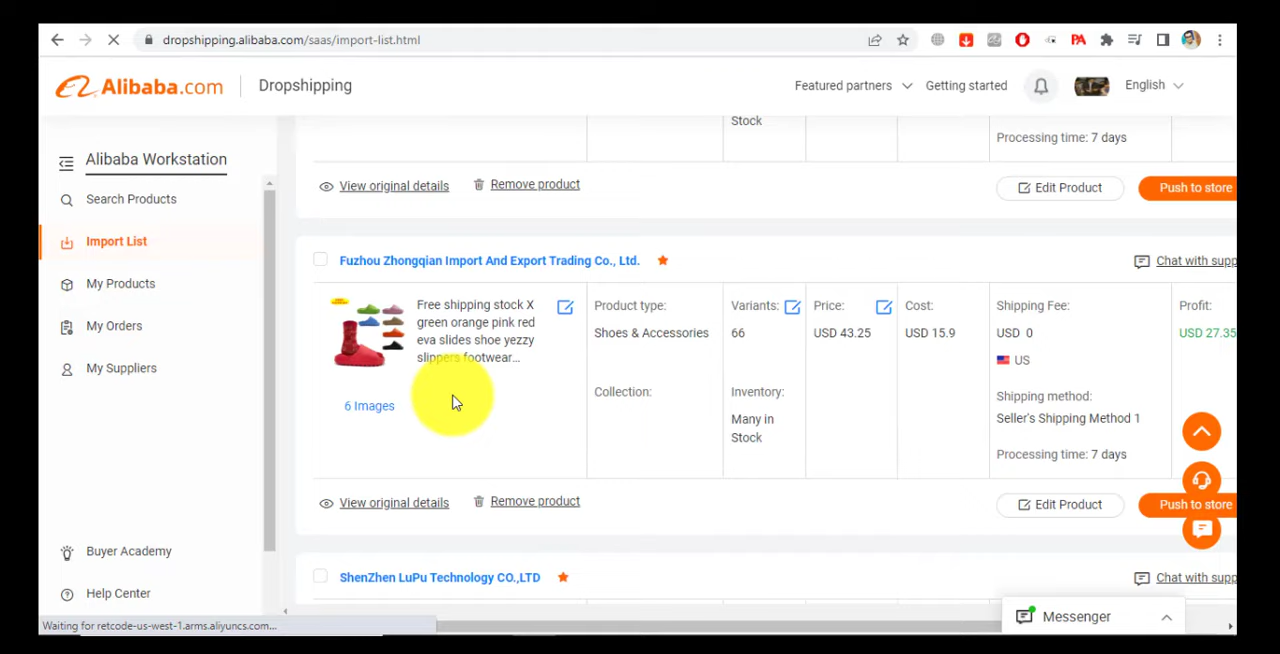 dropshipping.alibaba.com/saas/import-list.html
PA
Alibaba.com
Dropshipping
Featured partners
Getting started
English
Alibaba Workstation
Search Products
Import List
My Products
My Orders
My Suppliers
Buyer Academy
Help Center
Stock
Processing time: 7 days
View original details
Remove product
Edit Product
Push to store
Fuzhou Zhongqian Import And Export Trading Co., Ltd.
Chat with supp
Free shipping stock X
green orange pink red
eva slides shoe yezzy
slippers footwear...
6 Images
Product type:
Shoes & Accessories
Collection:
Variants:
66
Inventory:
Many in
Stock
Price:
USD 43.25
Cost:
USD 15.9
Shipping Fee:
USD 0
US
Shipping method:
Seller's Shipping Method 1
Processing time: 7 days
Profit:
USD 27.35
View original details
Remove product
Edit Product
Push to store
ShenZhen LuPu Technology CO.,LTD
Chat with supp
Messenger
Waiting for retcode-us-west-1.arms.aliyuncs.com...